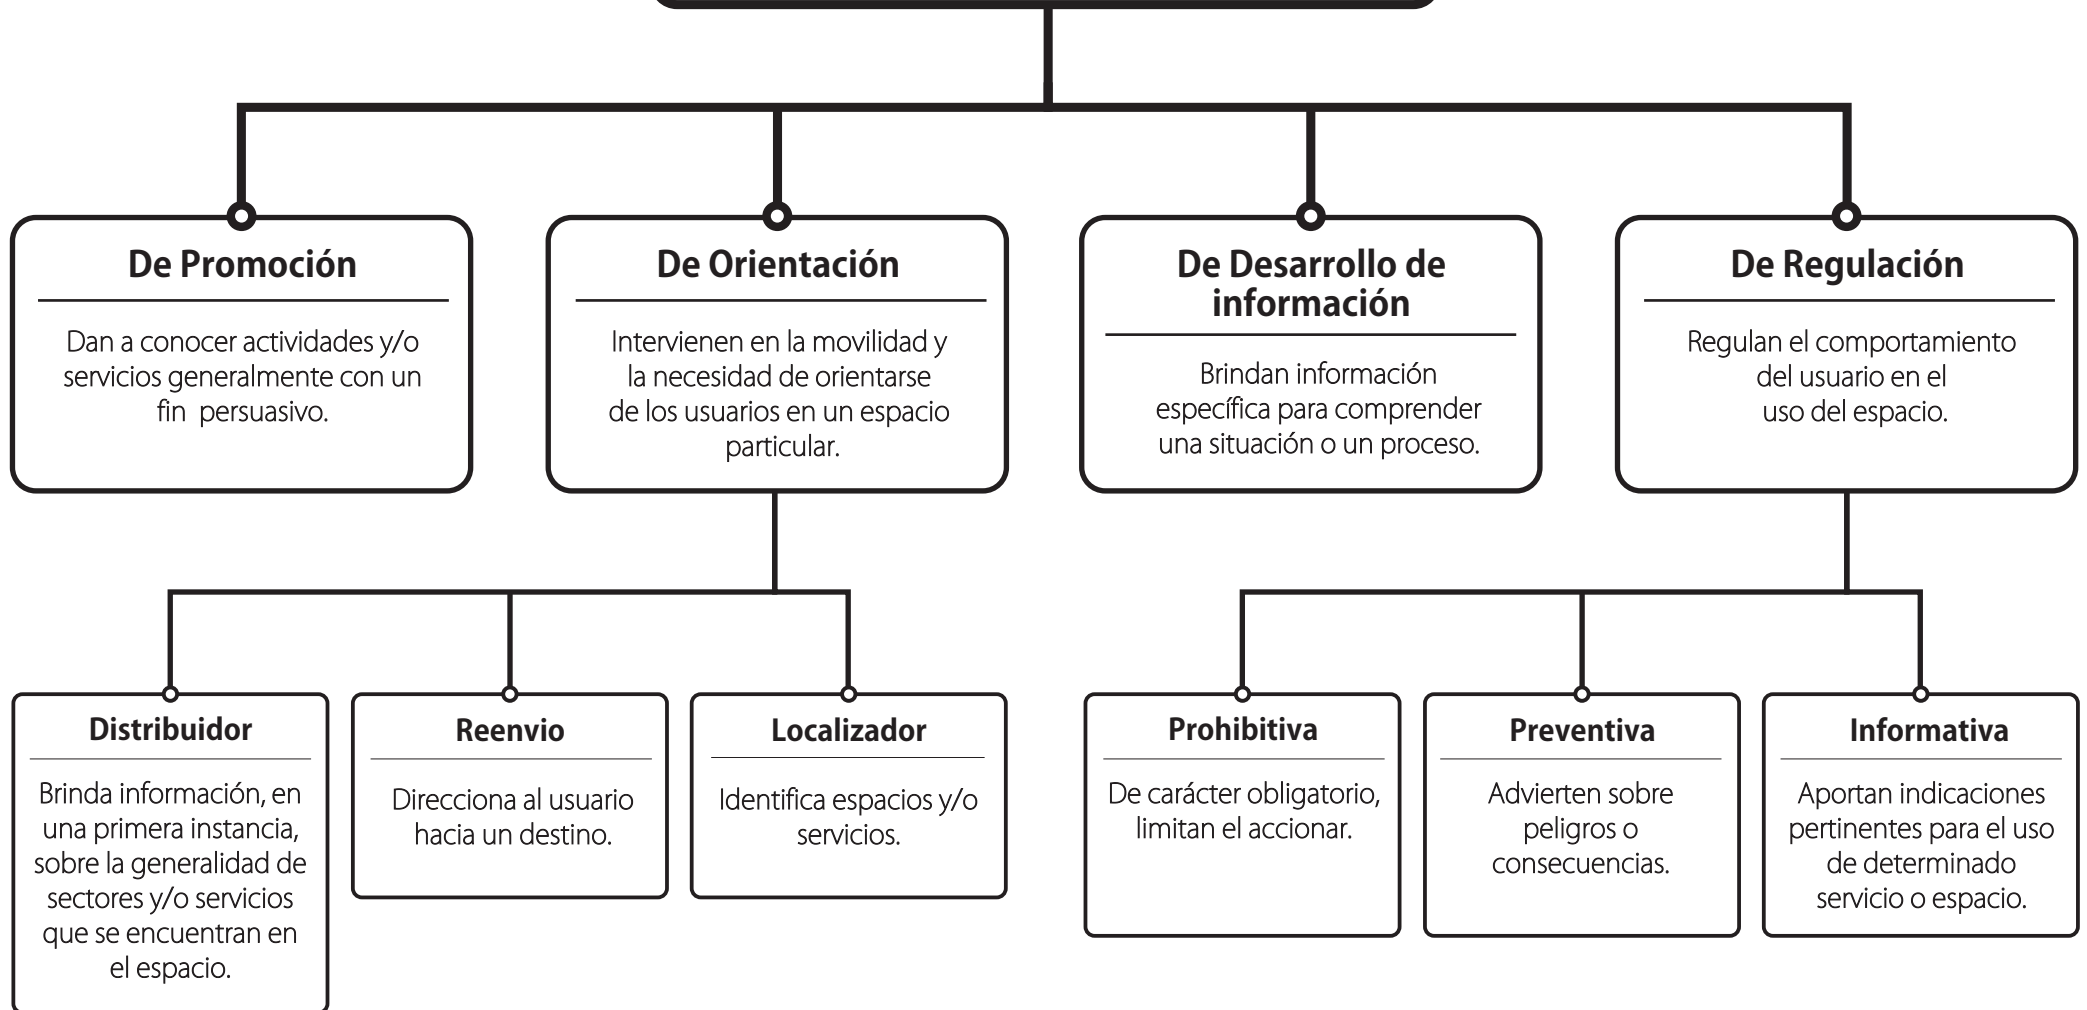 De Promoción
Dan a conocer actividades y/o
servicios generalmente con un
fin  persuasivo.
De Orientación
Intervienen en la movilidad y
la necesidad de orientarse
de los usuarios en un espacio
particular.
De Desarrollo de
información
Brindan información
específica para comprender
una situación o un proceso.
De Regulación
Regulan el comportamiento
del usuario en el
uso del espacio.
Distribuidor
Brinda información, en
una primera instancia,
sobre la generalidad de
sectores y/o servicios
que se encuentran en
el espacio.
Reenvio
Direcciona al usuario
hacia un destino.
Localizador
Identifica espacios y/o
servicios.
Prohibitiva
De carácter obligatorio,
limitan el accionar.
Preventiva
Advierten sobre
peligros o
consecuencias.
Informativa
Aportan indicaciones
pertinentes para el uso
de determinado
servicio o espacio.